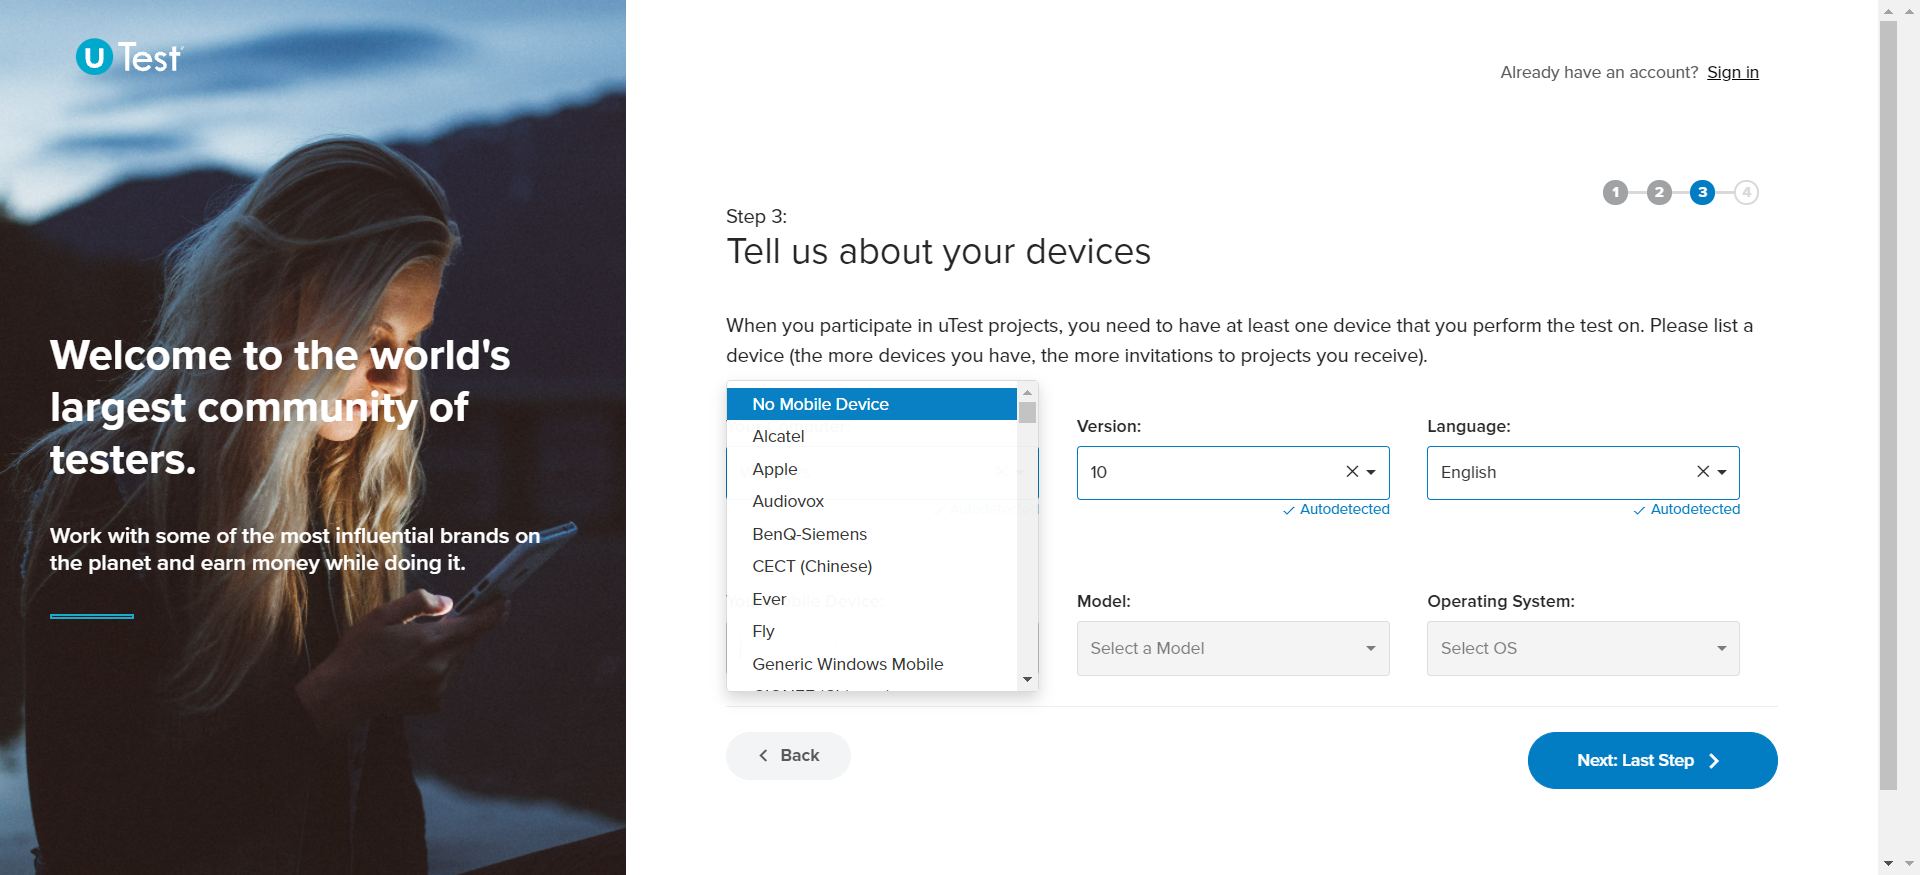 U Test
Already have an account? Sign in
1 2 3 4
Step 3:
Tell us about your devices
When you participate in uTest projects, you need to have at least one device that you perform the test on. Please list a
device (the more devices you have, the more invitations to projects you receive).
Welcome to the world's
largest community of
testers.
Work with some of the most influential brands on
the planet and earn money while doing it.
No Mobile Device
Alcatel
Apple
Audiovox
BenQ-Siemens
CECT (Chinese)
Ever
Fly
Generic Windows Mobile
Version:
10
Autodetected
Language:
English
Autodetected
Model:
Select a Model
Operating System:
Select OS
Back
Next: Last Step